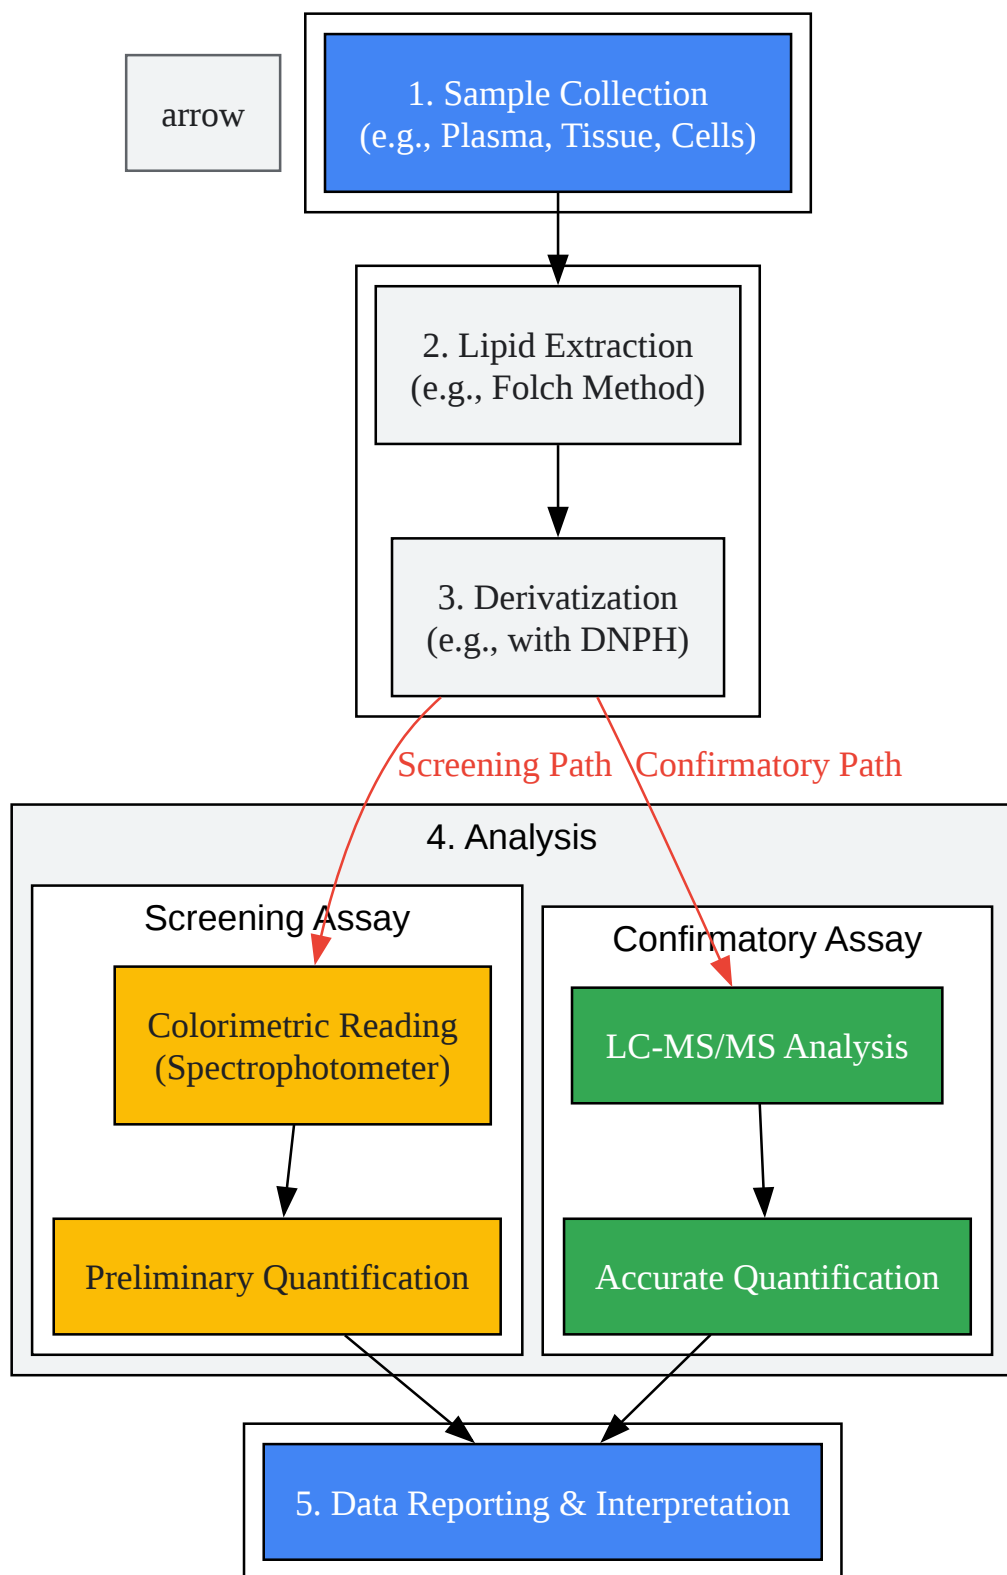 1. Sample Collection
(e.g., Plasma, Tissue, Cells)
arrow
2. Lipid Extraction
(e.g., Folch Method)
3. Derivatization
(e.g., with DNPH)
Screening Path
Confirmatory Path
4. Analysis
Screening Assay
Confirmatory Assay
Colorimetric Reading
(Spectrophotometer)
LC-MS/MS Analysis
Preliminary Quantification
Accurate Quantification
5. Data Reporting & Interpretation